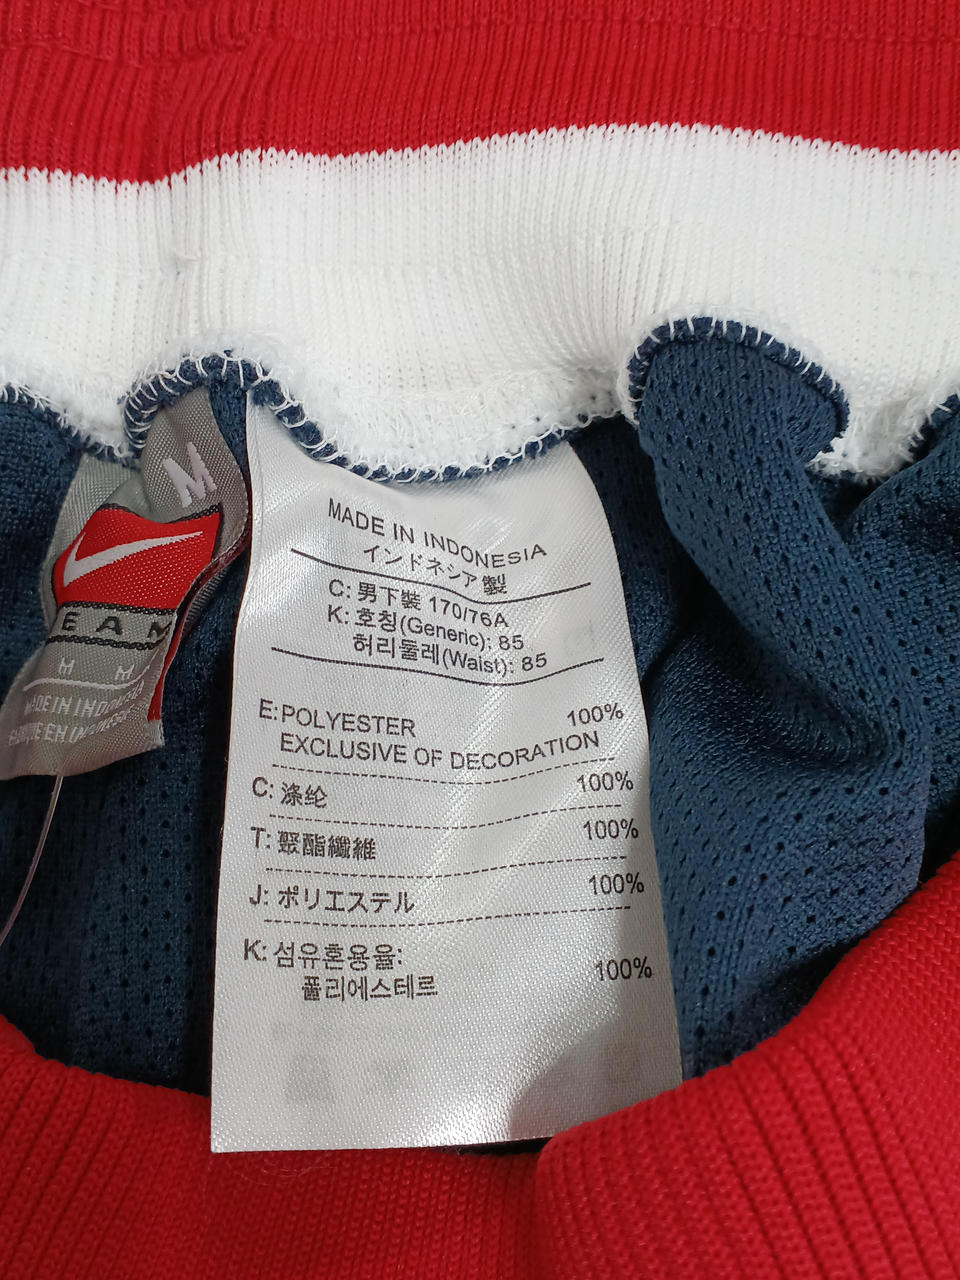 M
EAM
M M
MADE IN INDONESIA
MADE IN INDONESIA
インドネシア製
C: 男下裝 170/76A
K: 호칭(Generic): 85
허리둘레(Waist): 85
E:POLYESTER 100%
EXCLUSIVE OF DECORATION
C: 涤纶 100%
T: 聚酯纖維 100%
J: ポリエステル 100%
K: 섬유혼용율:
폴리에스테르 100%